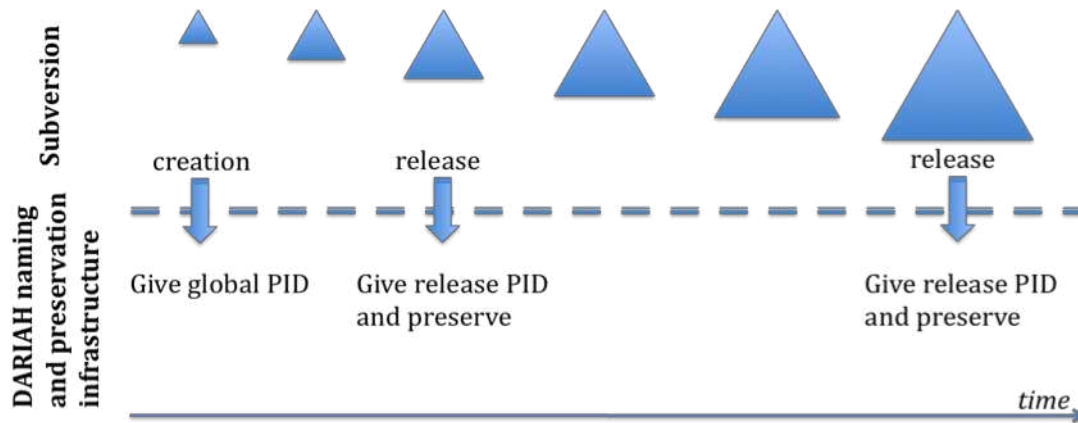 Subversion
creation
release
release
DARIAH naming
and preservation
infrastructure
Give global PID
Give release PID
and preserve
Give release PID
and preserve
time